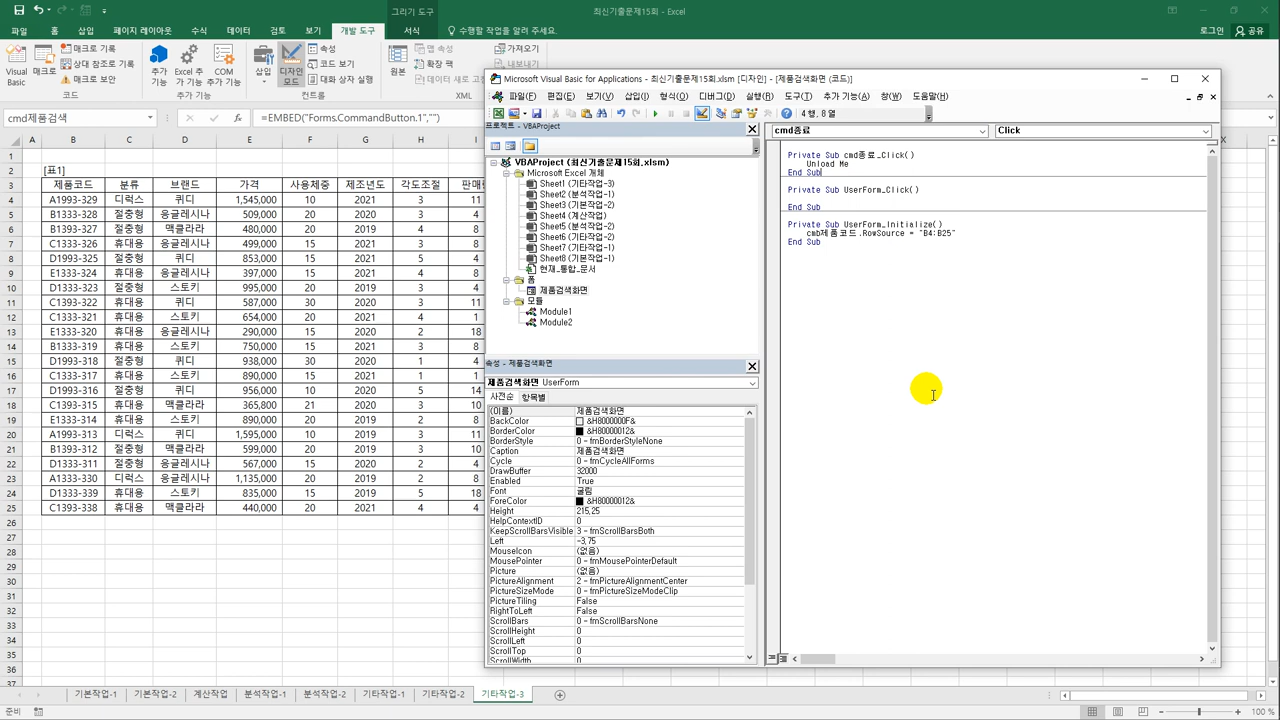 최신기출문제15회 - Excel
그리기 도구
파일 홈 삽입 페이지 레이아웃 수식 데이터 검토 보기 개발 도구 서식 수행할 작업을 알려 주세요. 로그인 공유
Visual Basic
매크로
매크로 기록
상대 참조로 기록
매크로 보안
추가 기능
Excel 추가 기능
COM 추가 기능
삽입
디자인 모드
속성
코드 보기
대화 상자 실행
원본
맵 속성
확장 팩
데이터 새로 고
가져오기
내보내기
코드 추가 기능 컨트롤 XML
cmd제품검색 =EMBED("Forms.CommandButton.1","")
A B C D E F G H I
[표1]
제품코드 분류 브랜드 가격 사용체중 제조년도 각도조절 판매
A1993-329 디럭스 퀴디 1,545,000 10 2021 3 11
B1333-328 절충형 응글레시나 509,000 20 2020 3 4
B1393-327 절충형 맥클라라 480,000 20 2020 4 8
C1333-326 휴대용 응글레시나 499,000 15 2021 3 8
D1993-325 절충형 퀴디 853,000 15 2021 5 8
E1333-324 휴대용 응글레시나 397,000 15 2021 4 8
D1393-323 절충형 스토키 995,000 20 2020 4 8
C1393-322 휴대용 퀴디 587,000 30 2020 3 11
C1333-321 휴대용 스토키 654,000 20 2021 4 1
E1333-320 휴대용 응글레시나 290,000 15 2020 2 18
B1333-319 휴대용 스토키 750,000 15 2019 3 8
D1993-318 절충형 퀴디 938,000 30 2020 1 4
C1333-317 휴대용 스토키 890,000 15 2021 1 1
D1993-316 절충형 퀴디 956,000 10 2020 5 14
C1393-315 휴대용 맥클라라 365,800 21 2020 3 10
E1333-314 휴대용 스토키 890,000 20 2019 2 8
A1993-313 디럭스 퀴디 1,595,000 10 2020 3 11
B1393-312 절충형 맥클라라 599,000 20 2019 3 10
D1333-311 절충형 응글레시나 567,000 15 2020 2 4
A1333-330 디럭스 응글레시나 1,135,000 20 2019 2 8
D1333-339 휴대용 스토키 835,000 15 2019 5 18
C1393-338 휴대용 맥클라라 440,000 20 2021 4 4
Microsoft Visual Basic for Applications - 최신기출문제15회.xlsm [디자인] - [제품검색화면 (코드)]
파일(F) 편집(E) 보기(V) 삽입(I) 형식(O) 디버그(D) 실행(R) 도구(T) 추가 기능(A) 창(W) 도움말(H)
4 행, 8 열
프로젝트 - VBAProject
VBAProject (최신기출문제15회.xlsm)
Microsoft Excel 개체
Sheet1 (기타작업-3)
Sheet2 (분석작업-1)
Sheet3 (기본작업-2)
Sheet4 (계산작업)
Sheet5 (분석작업-2)
Sheet6 (기타작업-2)
Sheet7 (기타작업-1)
Sheet8 (기본작업-1)
현재_통합_문서
폼
제품검색화면
모듈
Module1
Module2
속성 - 제품검색화면
제품검색화면 UserForm
사전순 항목별
(이름) 제품검색화면
BackColor &H8000000F&
BorderColor &H80000012&
BorderStyle 0 - fmBorderStyleNone
Caption 제품검색화면
Cycle 0 - fmCycleAllForms
DrawBuffer 32000
Enabled True
Font 굴림
ForeColor &H80000012&
Height 215,25
HelpContextID 0
KeepScrollBarsVisible 3 - fmScrollBarsBoth
Left -3,75
MouseIcon (없음)
MousePointer 0 - fmMousePointerDefault
Picture (없음)
PictureAlignment 2 - fmPictureAlignmentCenter
PictureSizeMode 0 - fmPictureSizeModeClip
PictureTiling False
RightToLeft False
ScrollBars 0 - fmScrollBarsNone
ScrollHeight 0
ScrollLeft 0
ScrollTop 0
ScrollWidth 0
cmd종료 Click
Private Sub cmd종료_Click()
Unload Me
End Sub
Private Sub UserForm_Click()
End Sub
Private Sub UserForm_Initialize()
cmb제품코드.RowSource = "B4:B25"
End Sub
기본작업-1 기본작업-2 계산작업 분석작업-1 분석작업-2 기타작업-1 기타작업-2 기타작업-3
준비 100 %